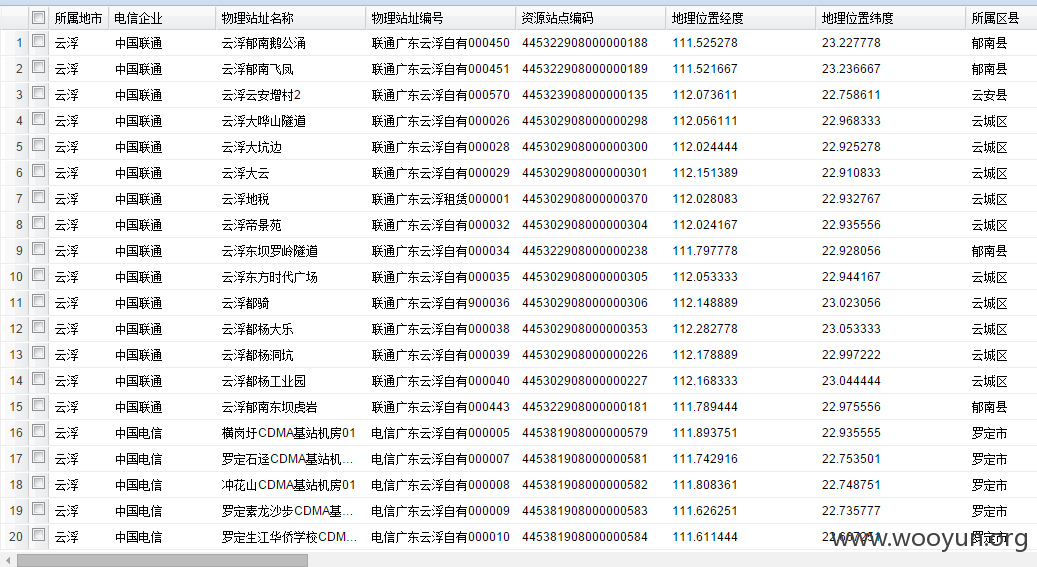 所属地市 电信企业 物理站址名称 物理站址编号 资源站点编码 地理位置经度 地理位置纬度 所属区县
1 云浮 中国联通 云浮郁南鹅公涌 联通广东云浮自有000450 445322908000000188 111.525278 23.227778 郁南县
2 云浮 中国联通 云浮郁南飞凤 联通广东云浮自有000451 445322908000000189 111.521667 23.236667 郁南县
3 云浮 中国联通 云浮云安增村2 联通广东云浮自有000570 445323908000000135 112.073611 22.758611 云安县
4 云浮 中国联通 云浮大哗山隧道 联通广东云浮自有000026 445302908000000298 112.056111 22.968333 云城区
5 云浮 中国联通 云浮大坑边 联通广东云浮自有000028 445302908000000300 112.024444 22.925278 云城区
6 云浮 中国联通 云浮大云 联通广东云浮自有000029 445302908000000301 112.151389 22.910833 云城区
7 云浮 中国联通 云浮地税 联通广东云浮租赁000001 445302908000000370 112.028083 22.932767 云城区
8 云浮 中国联通 云浮帝景苑 联通广东云浮自有000032 445302908000000304 112.024167 22.935556 云城区
9 云浮 中国联通 云浮东坝罗岭隧道 联通广东云浮自有000034 445322908000000238 111.797778 22.928056 郁南县
10 云浮 中国联通 云浮东方时代广场 联通广东云浮自有000035 445302908000000305 112.053333 22.944167 云城区
11 云浮 中国联通 云浮都骑 联通广东云浮自有900036 445302908000000306 112.148889 23.023056 云城区
12 云浮 中国联通 云浮都杨大乐 联通广东云浮自有000038 445302908000000353 112.282778 23.053333 云城区
13 云浮 中国联通 云浮都杨洞坑 联通广东云浮自有000039 445302908000000226 112.178889 22.997222 云城区
14 云浮 中国联通 云浮都杨工业园 联通广东云浮自有000040 445302908000000227 112.168333 23.044444 云城区
15 云浮 中国联通 云浮郁南东坝虎岩 联通广东云浮自有000443 445322908000000181 111.789444 22.975556 郁南县
16 云浮 中国电信 横岗圩CDMA基站机房01 电信广东云浮自有000005 445381908000000579 111.893751 22.935555 罗定市
17 云浮 中国电信 罗定石迳CDMA基站机... 电信广东云浮自有000007 445381908000000581 111.742916 22.753501 罗定市
18 云浮 中国电信 冲花山CDMA基站机房01 电信广东云浮自有000008 445381908000000582 111.808361 22.748751 罗定市
19 云浮 中国电信 罗定素龙沙步CDMA基... 电信广东云浮自有000009 445381908000000583 111.626251 22.735777 罗定市
20 云浮 中国电信 罗定生江华侨学校CDM... 电信广东云浮自有000010 445381908000000584 111.611444 罗定市
www.wooyun.org